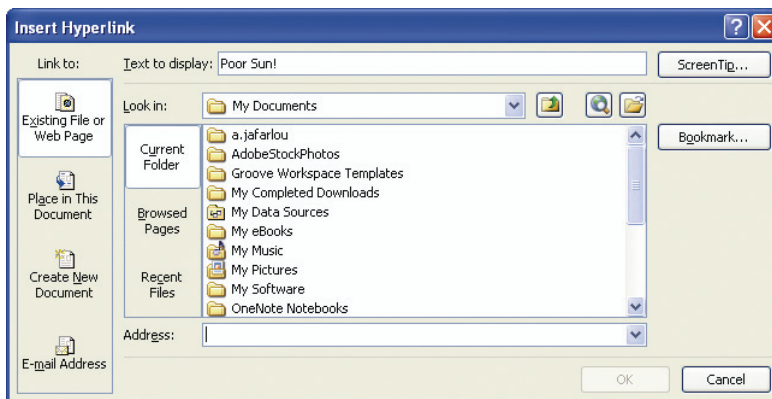 Insert Hyperlink
Link to:
Text to display: Poor Sun!
ScreenTip...
Existing File or
Web Page
Look in: My Documents
Bookmark...
Current
Folder
a.jafarlou
AdobeStockPhotos
Groove Workspace Templates
My Completed Downloads
My Data Sources
My eBooks
My Music
My Pictures
My Software
OneNote Notebooks
Place in This
Document
Browsed
Pages
Create New
Document
Recent
Files
E-mail Address
Address:
OK
Cancel